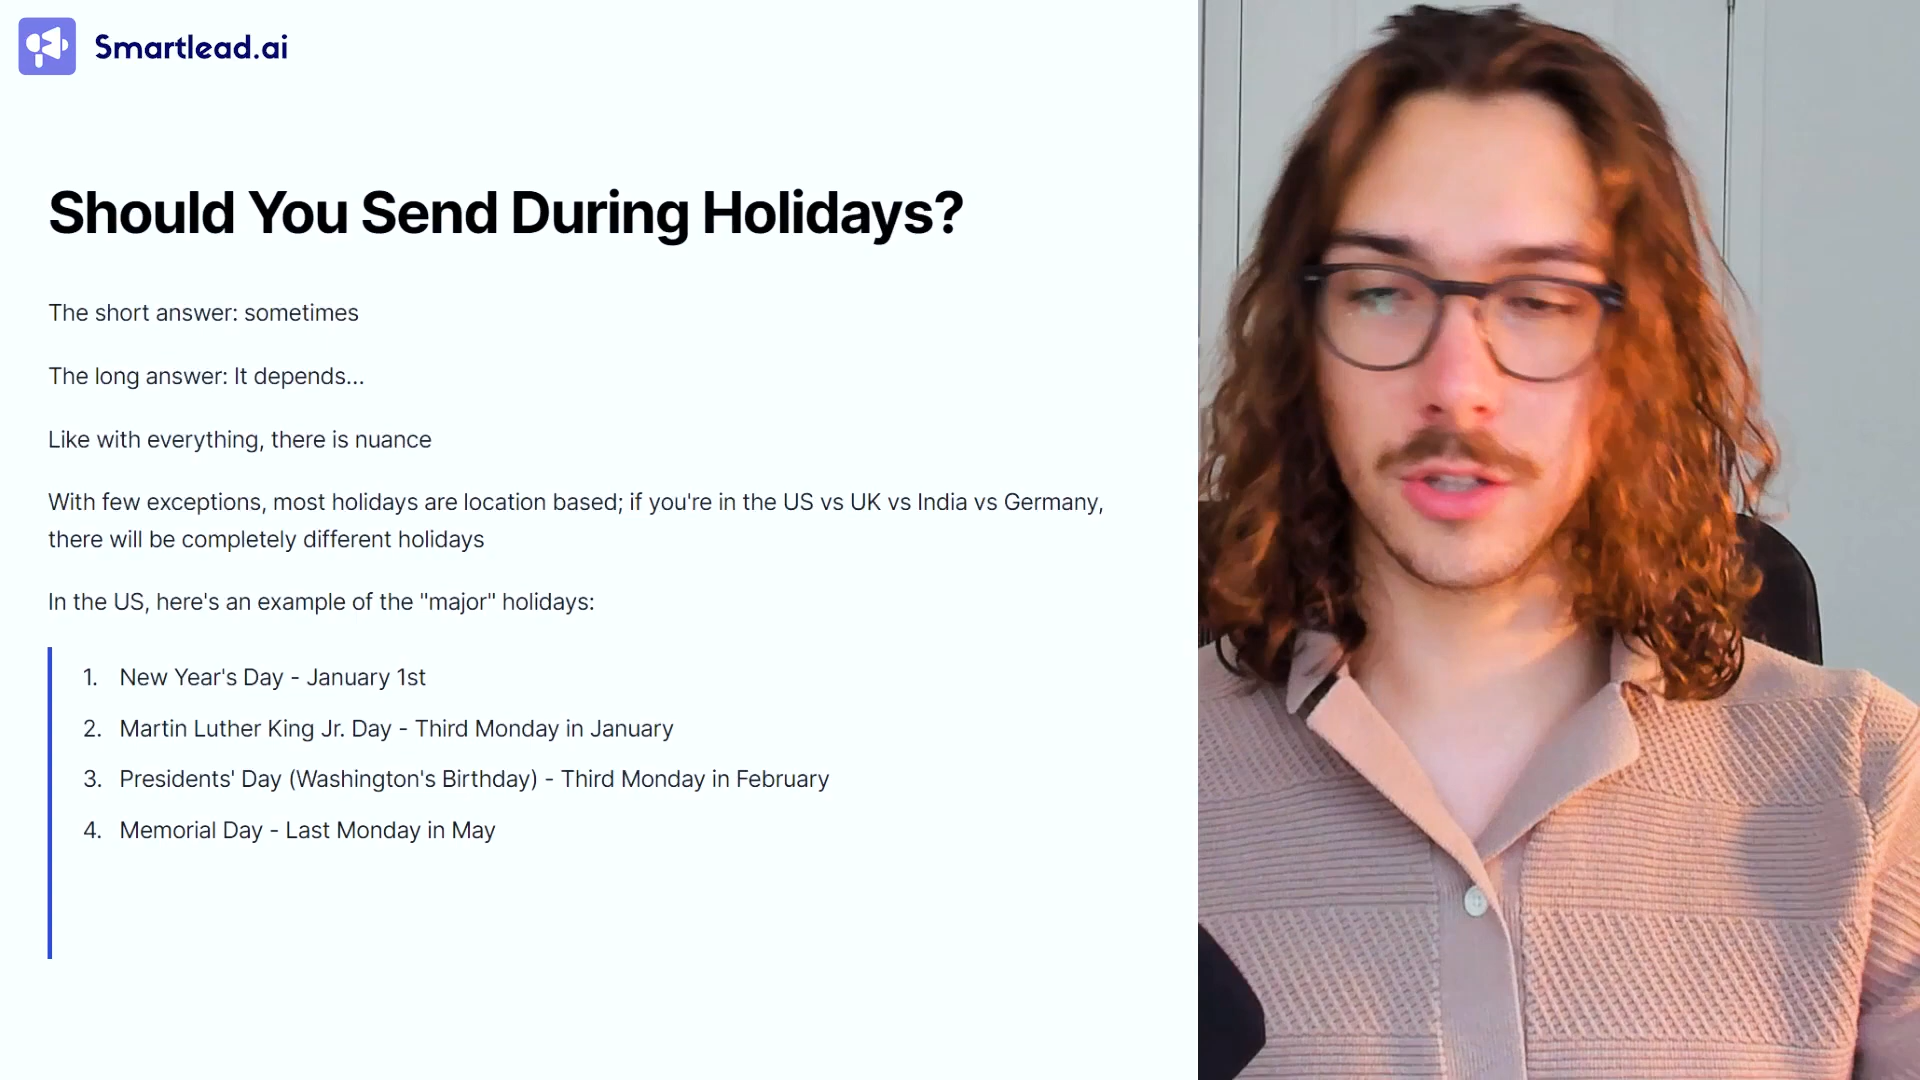 Smartlead.ai
Should You Send During Holidays?
The short answer: sometimes
The long answer: It depends...
Like with everything, there is nuance
With few exceptions, most holidays are location based; if you're in the US vs UK vs India vs Germany,
there will be completely different holidays
In the US, here's an example of the "major" holidays:
1. New Year's Day - January 1st
2. Martin Luther King Jr. Day - Third Monday in January
3. Presidents' Day (Washington's Birthday) - Third Monday in February
4. Memorial Day - Last Monday in May